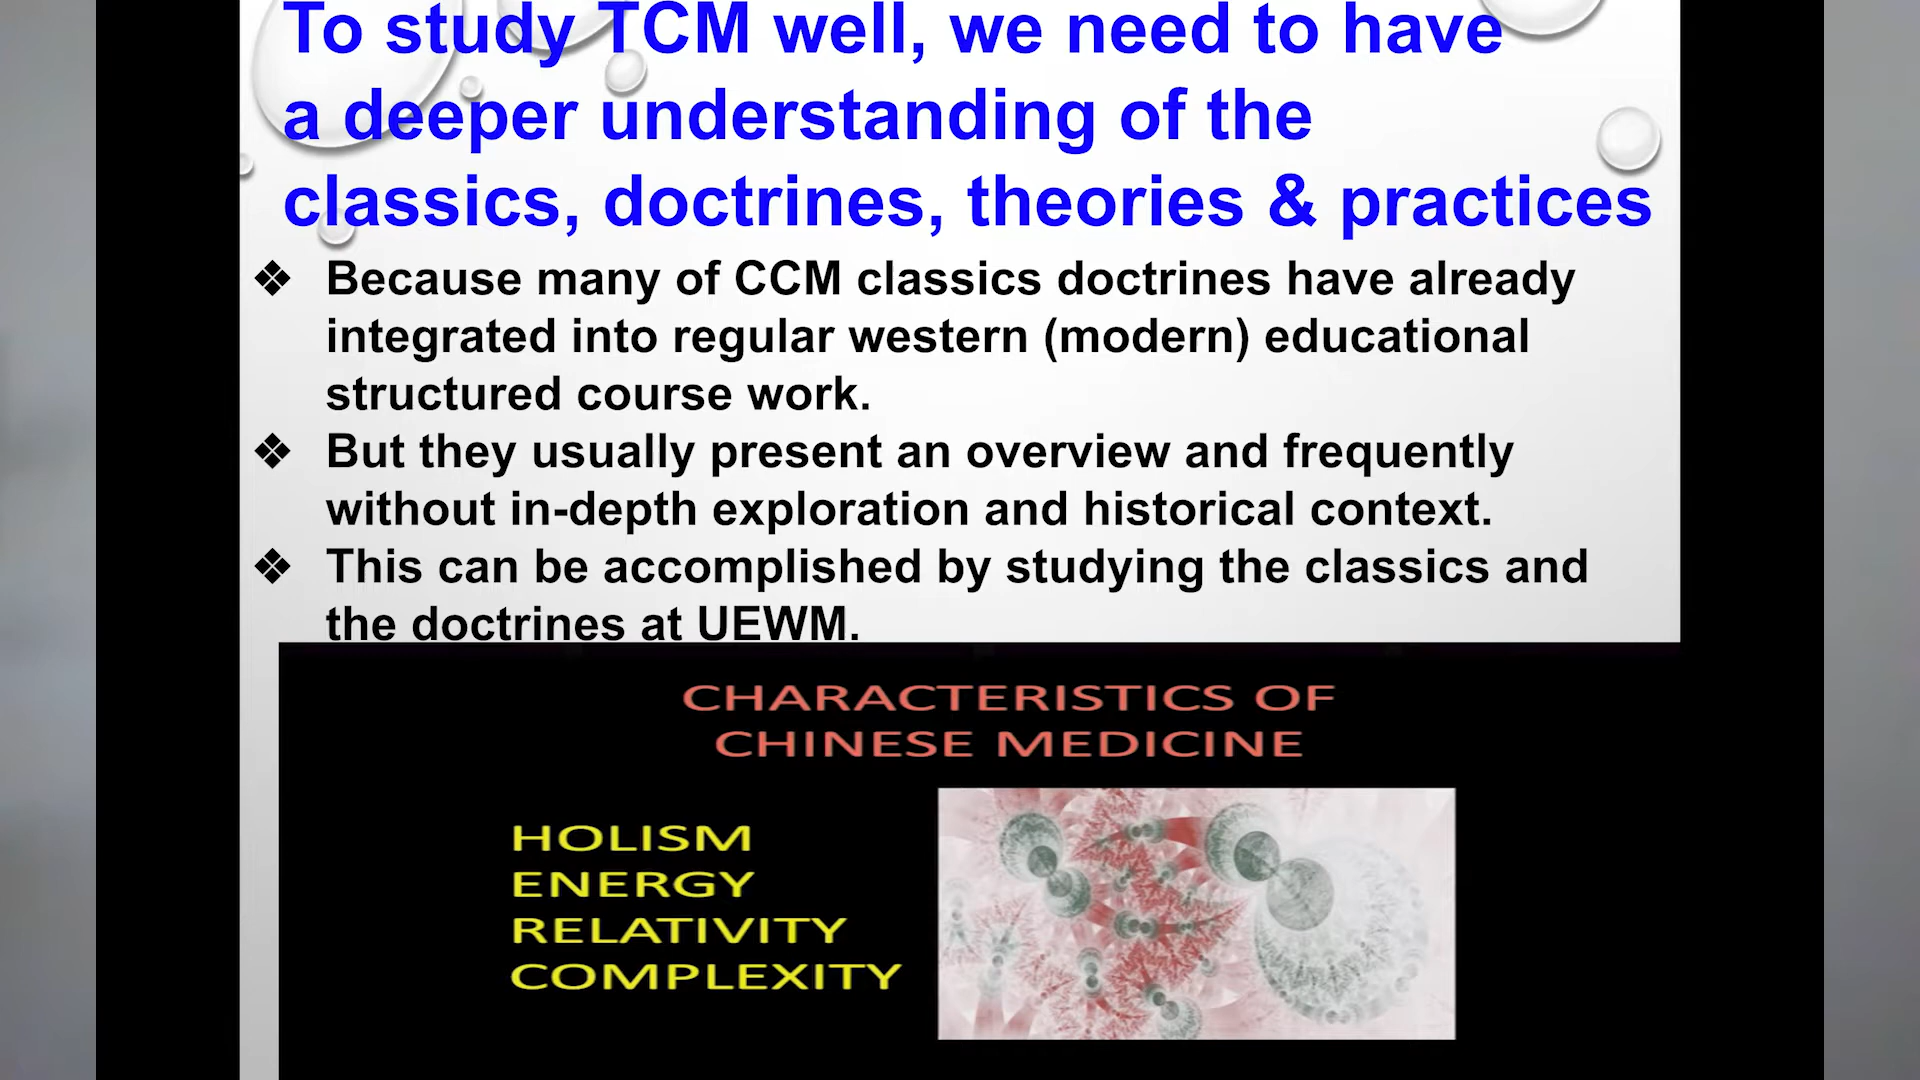 To study TCM well, we need to have
a deeper understanding of the
classics, doctrines, theories & practices
❖ Because many of CCM classics doctrines have already
integrated into regular western (modern) educational
structured course work.
❖ But they usually present an overview and frequently
without in-depth exploration and historical context.
❖ This can be accomplished by studying the classics and
the doctrines at UEWM.
CHARACTERISTICS OF
CHINESE MEDICINE
HOLISM
ENERGY
RELATIVITY
COMPLEXITY